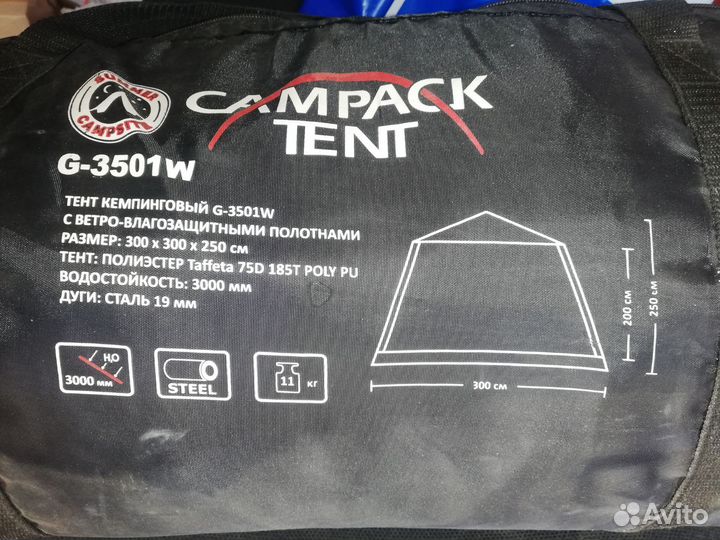 SUMMER
CAMPSITE
CAMPACK
TENT
G-3501W
ТЕНТ КЕМПИНГОВЫЙ G-3501W
С ВЕТРО-ВЛАГОЗАЩИТНЫМИ ПОЛОТНАМИ
РАЗМЕР: 300 x 300 x 250 см
ТЕНТ: ПОЛИЭСТЕР Taffeta 75D 185T POLY PU
ВОДОСТОЙКОСТЬ: 3000 мм
ДУГИ: СТАЛЬ 19 мм
H₂O
3000 мм
STEEL
11 кг
300 см
200 см
250 см
Avito